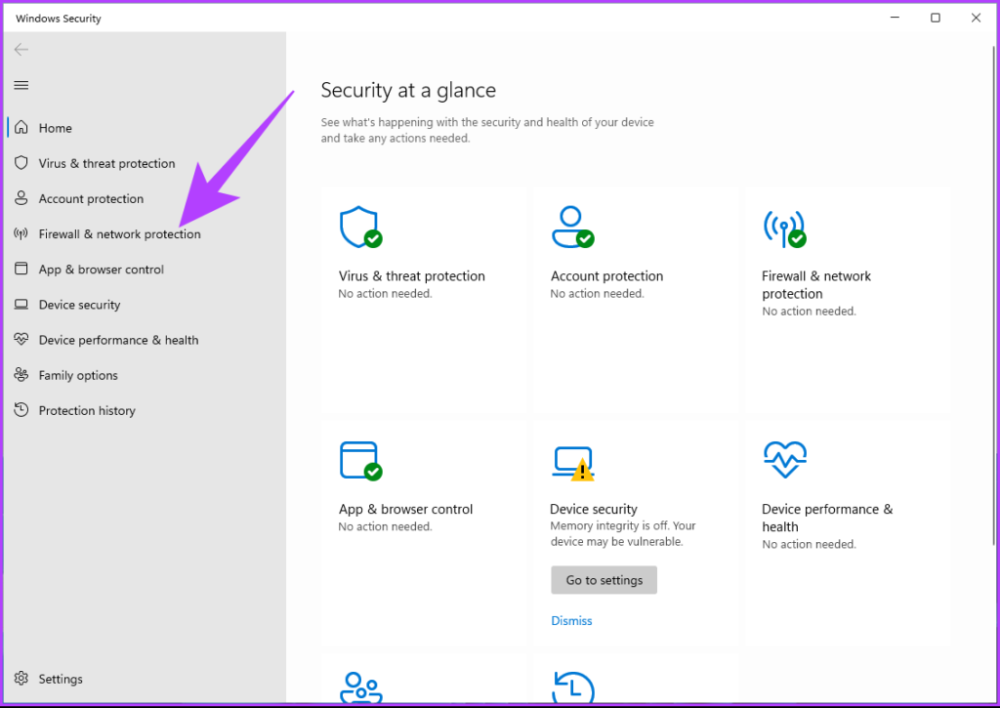 Windows Security
Home
Virus & threat protection
Account protection
Firewall & network protection
App & browser control
Device security
Device performance & health
Family options
Protection history
Settings
Security at a glance
See what's happening with the security and health of your device
and take any actions needed.
Virus & threat protection
No action needed.
Account protection
No action needed.
Firewall & network
protection
No action needed.
App & browser control
No action needed.
Device security
Memory integrity is off. Your
device may be vulnerable.
Go to settings
Dismiss
Device performance &
health
No action needed.